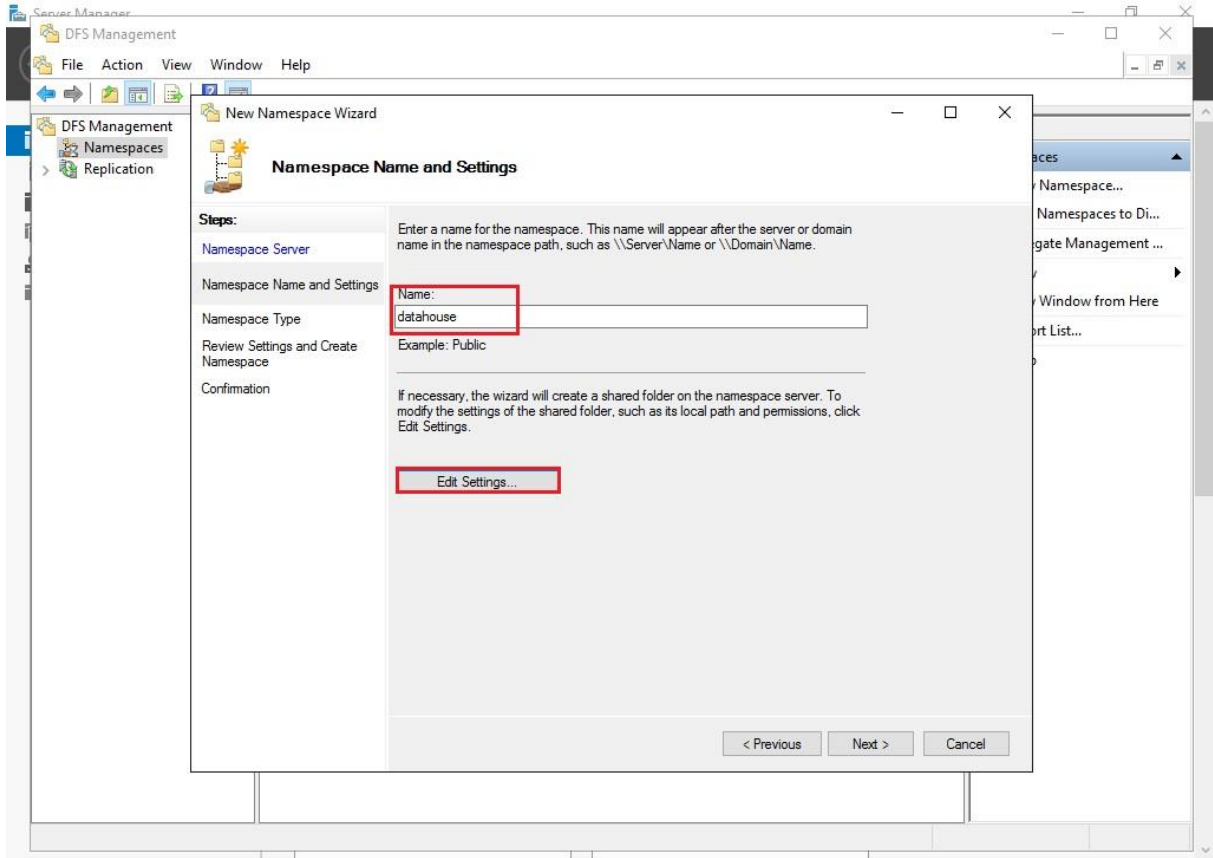 Server Manager
DFS Management
File Action View Window Help
DFS Management
Namespaces
Replication
New Namespace Wizard
Namespace Name and Settings
Steps:
Namespace Server
Namespace Name and Settings
Namespace Type
Review Settings and Create
Namespace
Confirmation
Enter a name for the namespace. This name will appear after the server or domain
name in the namespace path, such as \\Server\Name or \\Domain\Name.
Name:
datahouse
Example: Public
If necessary, the wizard will create a shared folder on the namespace server. To
modify the settings of the shared folder, such as its local path and permissions, click
Edit Settings.
Edit Settings...
< Previous Next > Cancel
Namespace...
Namespaces to Di...
Management ...
Window from Here
List...